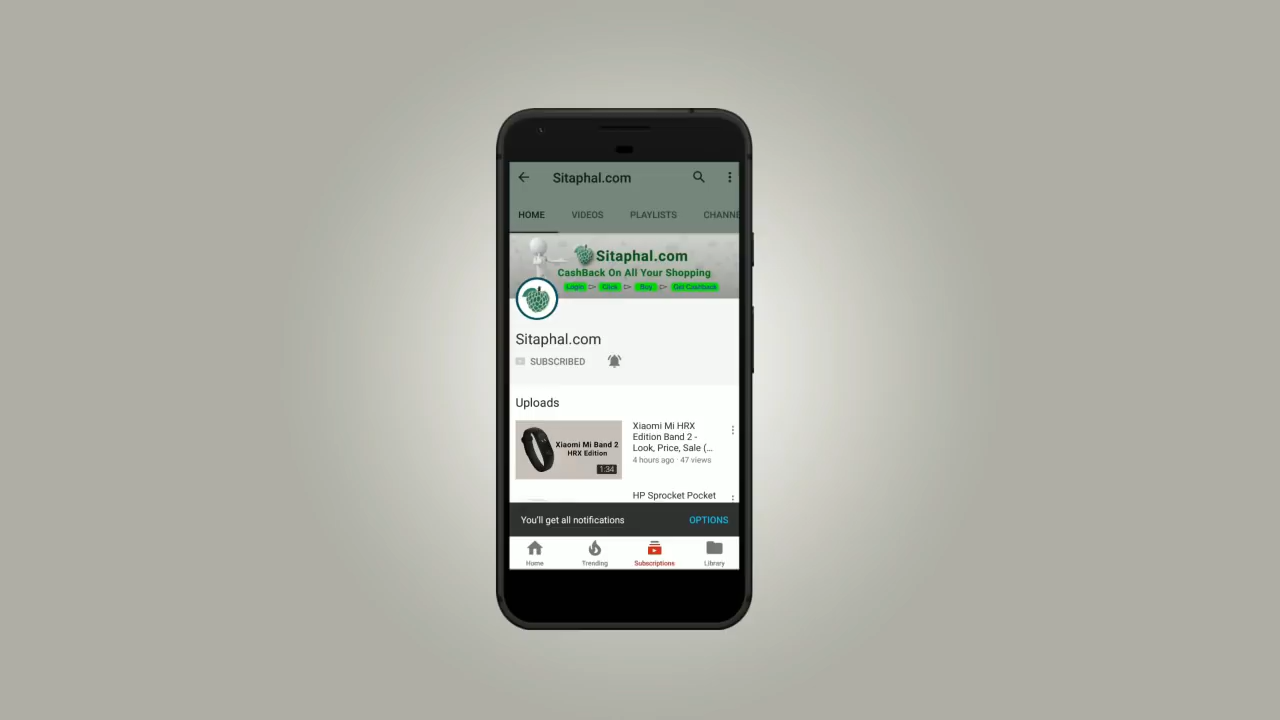 Sitaphal.com
HOME VIDEOS PLAYLISTS CHANNE
Sitaphal.com
CashBack On All Your Shopping
Login Click Buy Get Cashback
Sitaphal.com
SUBSCRIBED
Uploads
Xiaomi Mi Band 2
HRX Edition
1:34
Xiaomi Mi HRX
Edition Band 2 -
Look, Price, Sale (...
4 hours ago · 47 views
HP Sprocket Pocket
You'll get all notifications OPTIONS
Home Trending Subscriptions Library